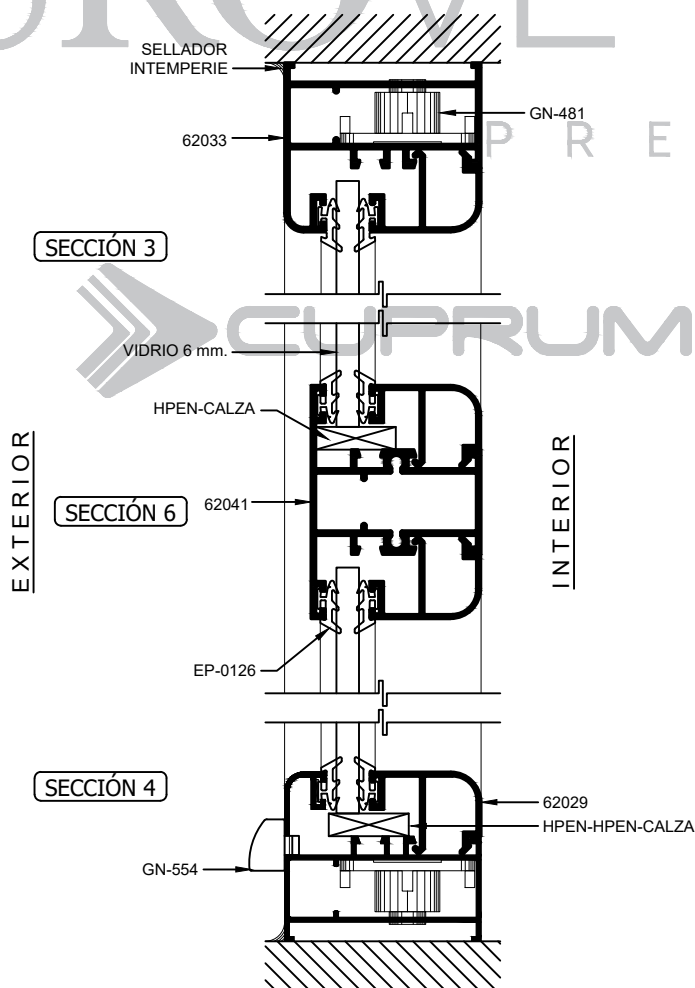 SELLADOR
INTEMPERIE
GN-481
62033
P R E
SECCIÓN 3
CUPRUM
VIDRIO 6 mm.
HPEN-CALZA
EXTERIOR
INTERIOR
SECCIÓN 6
62041
EP-0126
SECCIÓN 4
62029
HPEN-HPEN-CALZA
GN-554